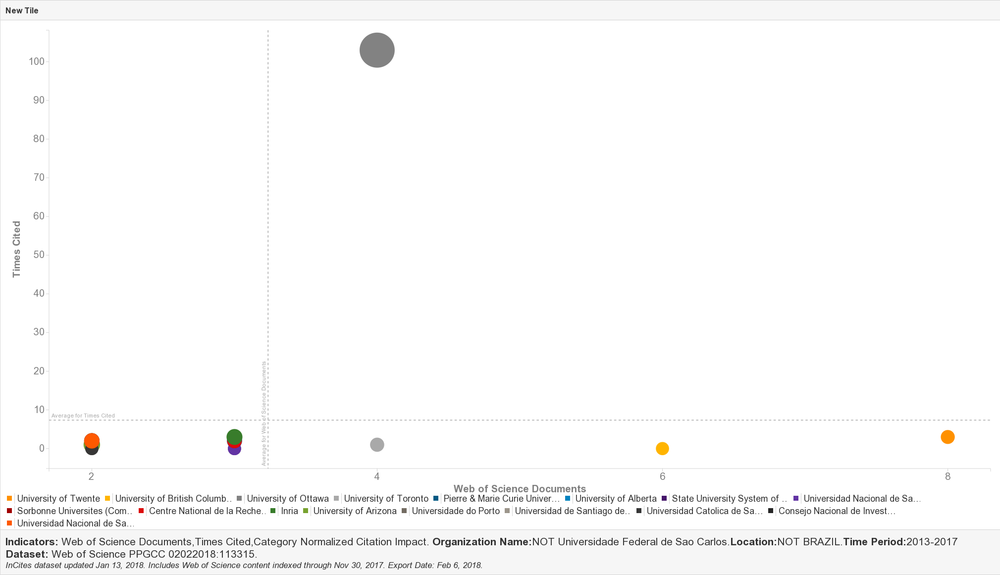 New Tile
100
90
80
70
60
50
40
30
20
10
0
Times Cited
Average for Times Cited
Average for Web of Science Documents
2 4 6 8
Web of Science Documents
University of Twente University of British Columb.. University of Ottawa University of Toronto Pierre & Marie Curie Univer... University of Alberta State University System of .. Universidad Nacional de Sa...
Sorbonne Universites (Com.. Centre National de la Reche.. Inria University of Arizona Universidade do Porto Universidad de Santiago de.. Universidad Catolica de Sa... Consejo Nacional de Invest...
Universidad Nacional de Sa...
Indicators: Web of Science Documents,Times Cited,Category Normalized Citation Impact. Organization Name:NOT Universidade Federal de Sao Carlos.Location:NOT BRAZIL.Time Period:2013-2017
Dataset: Web of Science PPGCC 02022018:113315.
InCites dataset updated Jan 13, 2018. Includes Web of Science content indexed through Nov 30, 2017. Export Date: Feb 6, 2018.